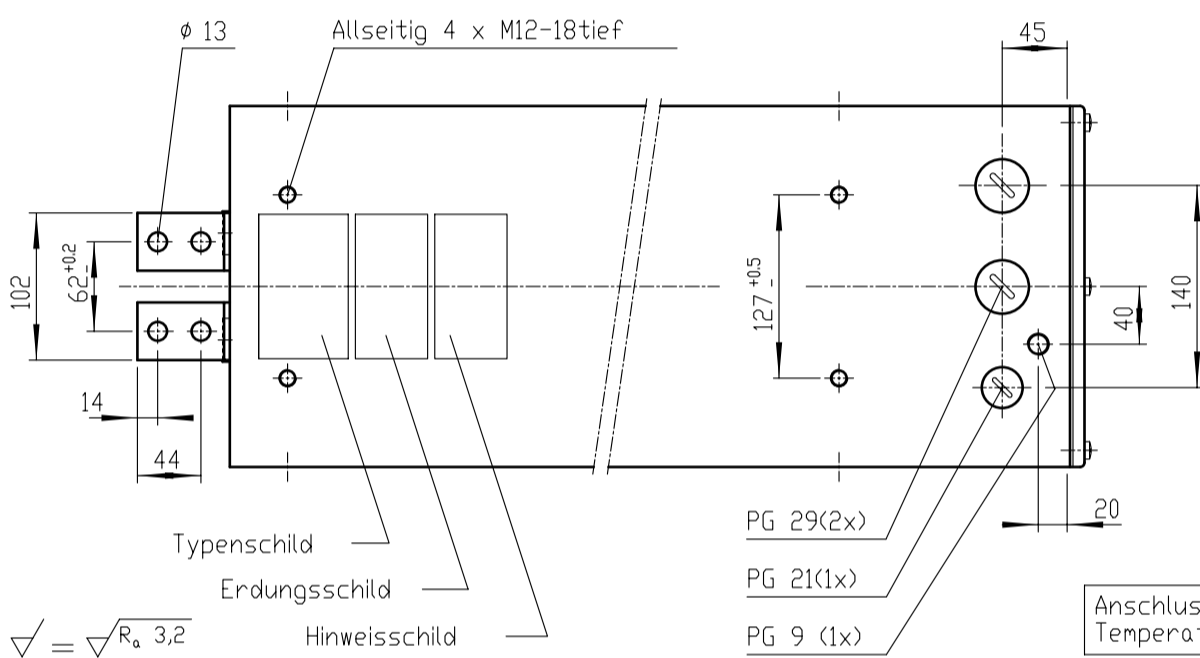 ø 13
Allseitig 4 x M12-18tief
45
102
62 +0.2 -
127 +0.5 -
140
40
14
44
20
Typenschild
Erdungsschild
Hinweisschild
PG 29(2x)
PG 21(1x)
PG 9 (1x)
= Ra 3,2
Anschlus
Temperat